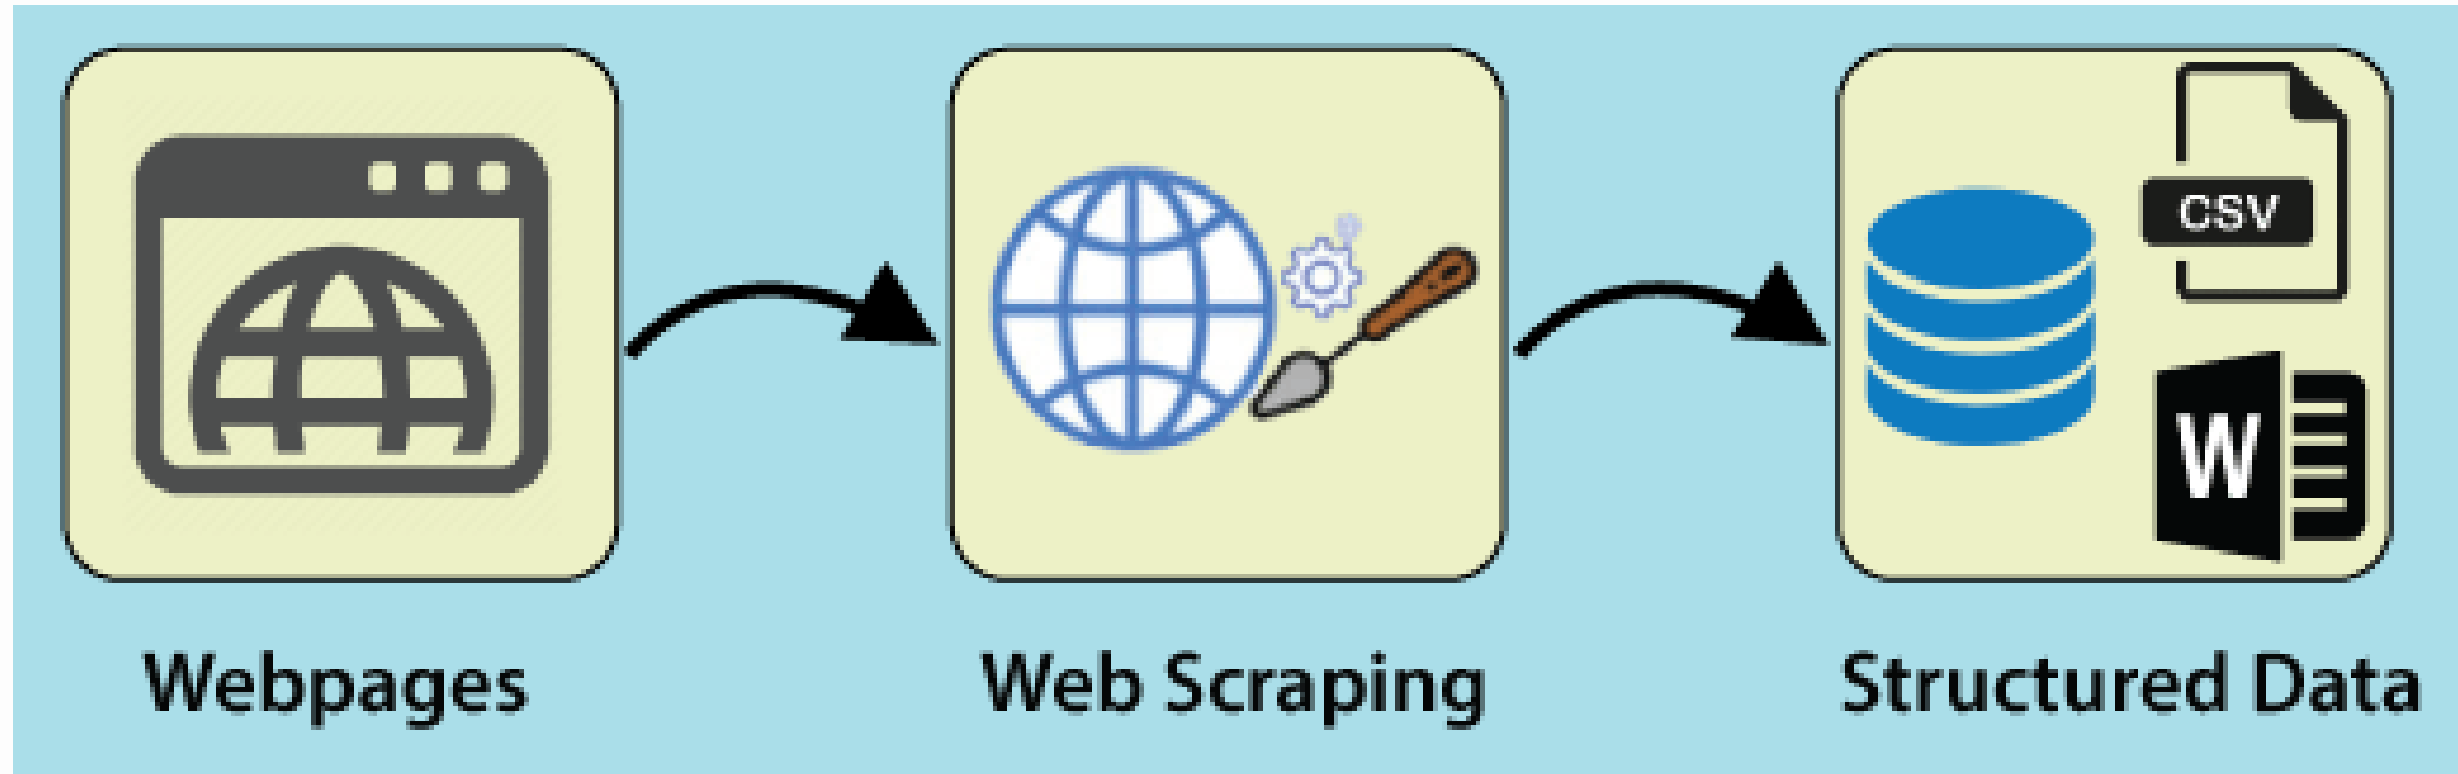 CSV
W
Webpages
Web Scraping
Structured Data